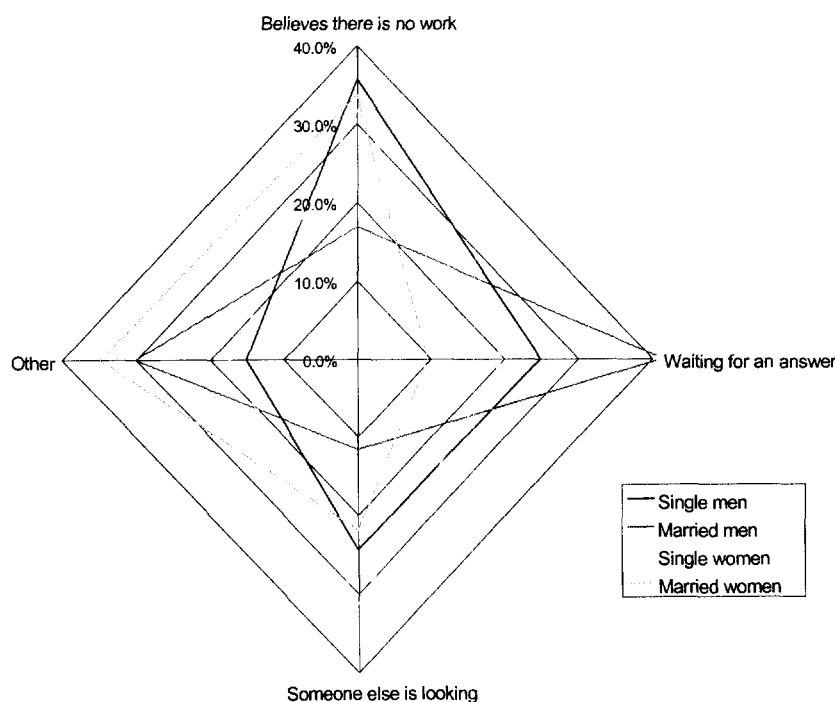 Believes there is no work
40.0%
30.0%
20.0%
10.0%
0.0%
Other
Waiting for an answer
Single men
Married men
Single women
Married women
Someone else is looking